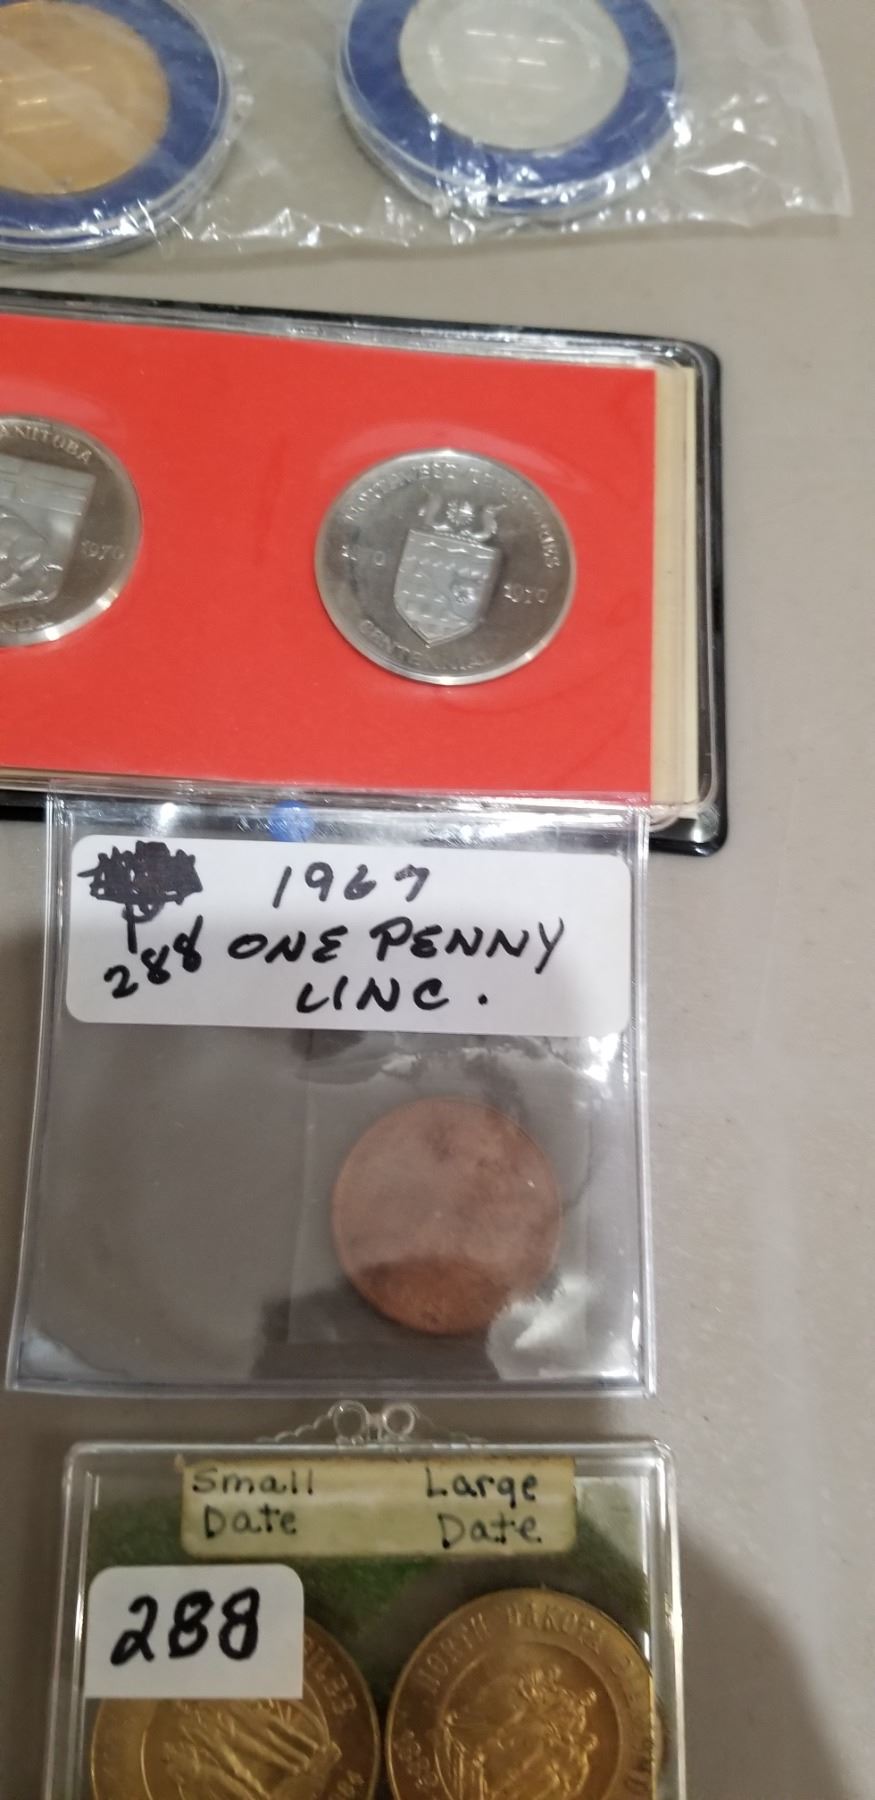 MANITOBA
1970
NORTHWEST TERRITORIES
1870
1970
CENTENNIAL
1967
288 ONE PENNY
LINC.
Small Large
Date Date
288
NORTH DAKOTA